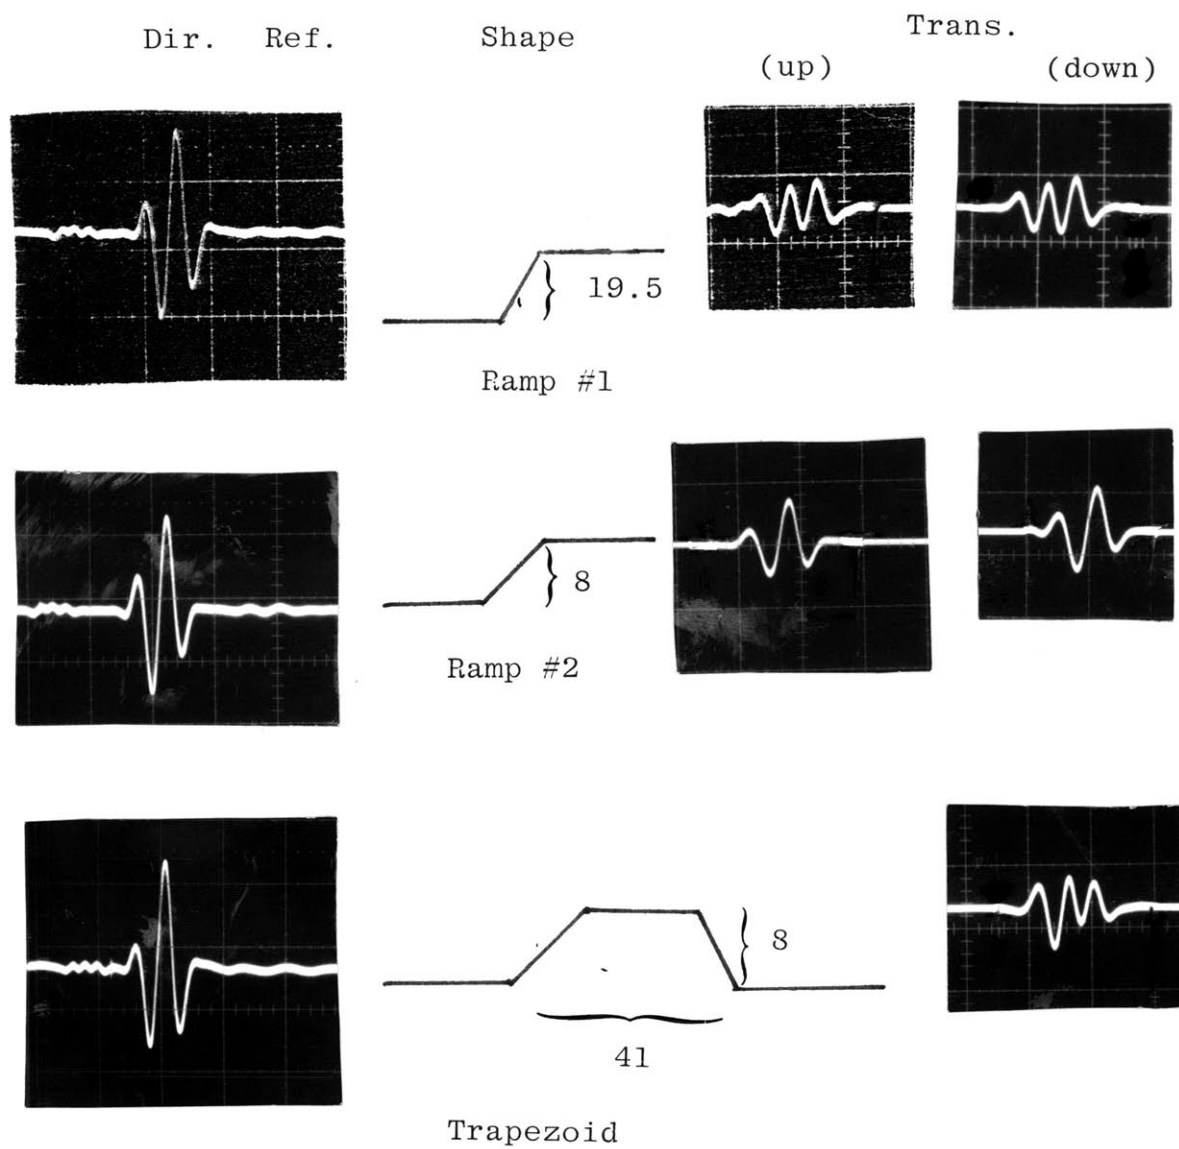 Dir. Ref. Shape Trans.
(up) (down)
19.5
Ramp #1
8
Ramp #2
8
41
Trapezoid